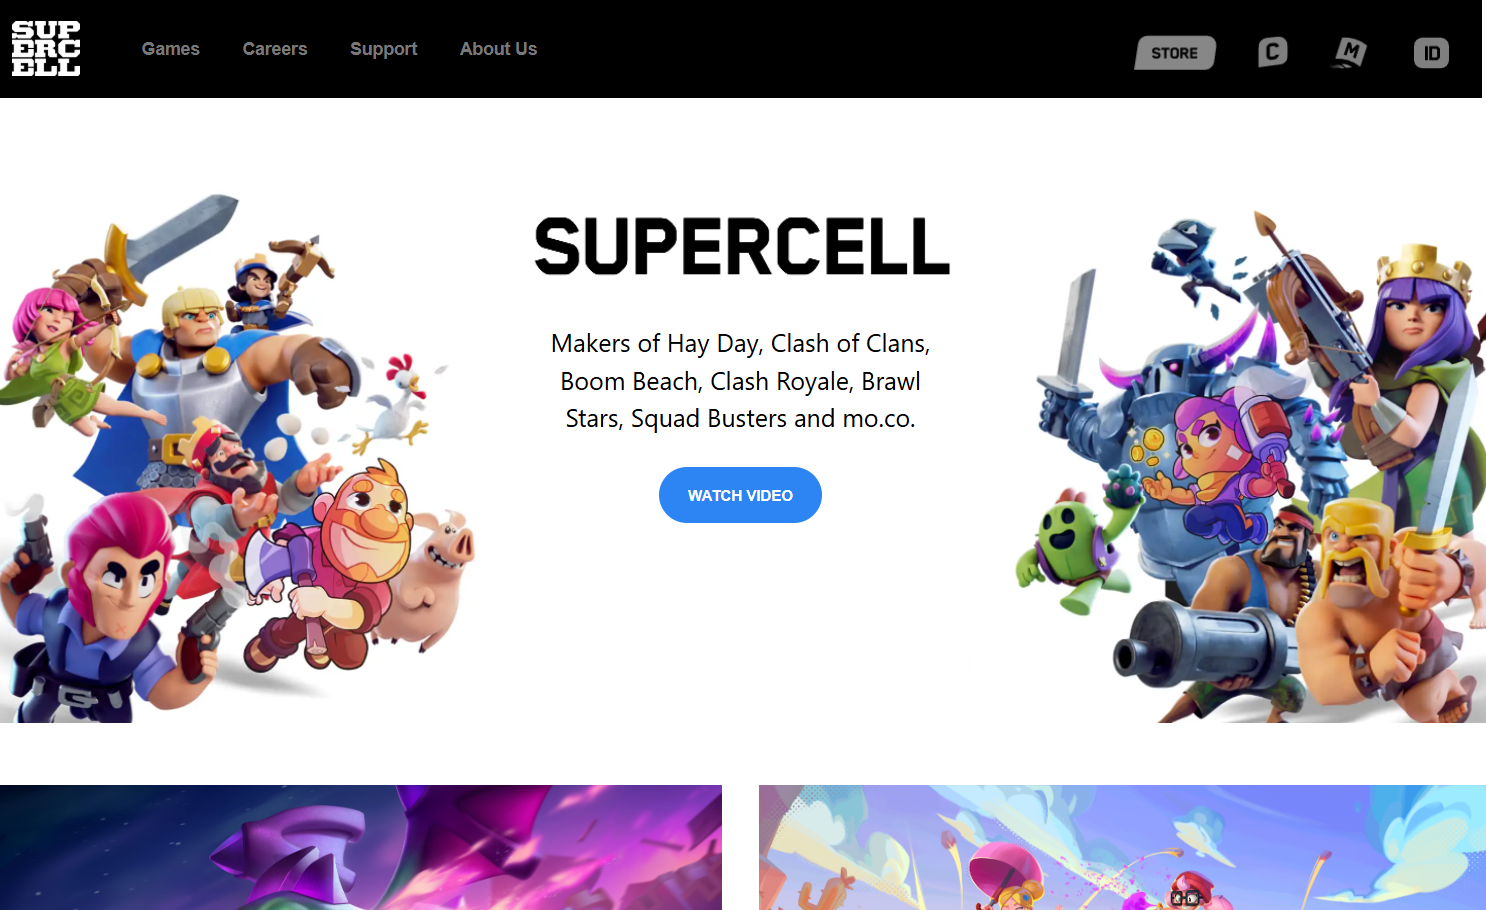 SUP
ERC
ELL
Games Careers Support About Us
STORE C M ID
SUPERCELL
Makers of Hay Day, Clash of Clans,
Boom Beach, Clash Royale, Brawl
Stars, Squad Busters and mo.co.
WATCH VIDEO